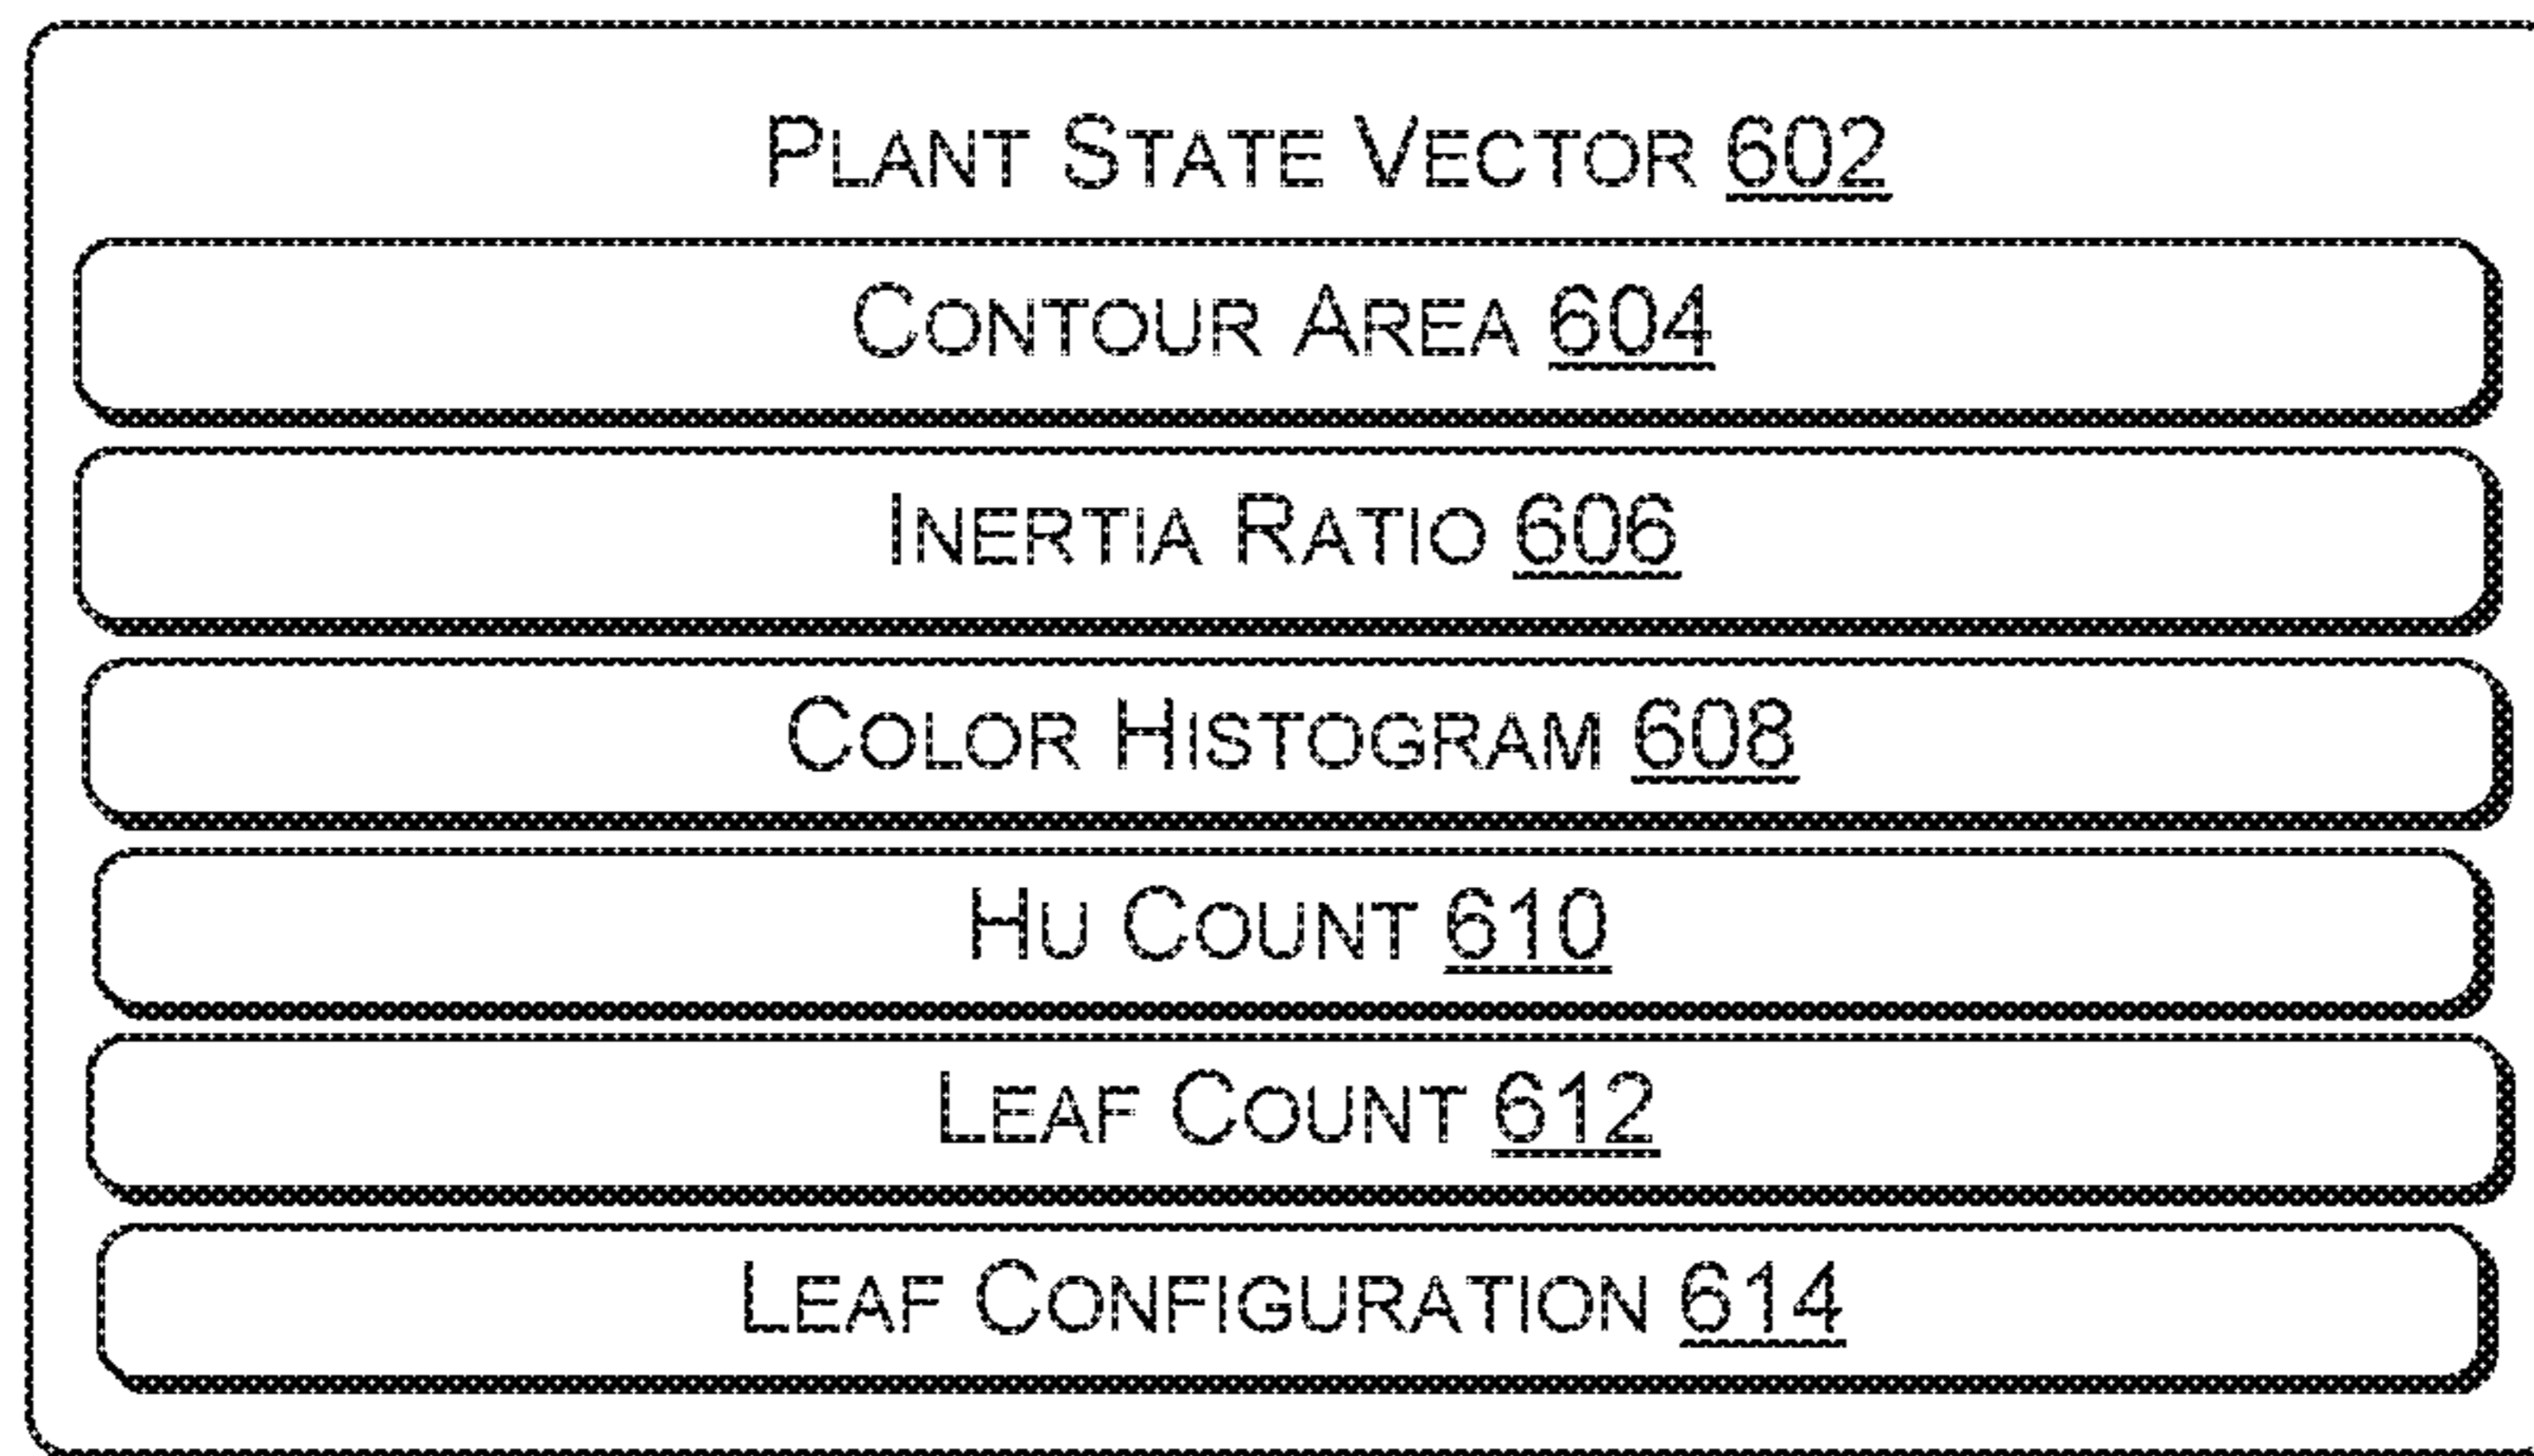 PLANT STATE VECTOR 602
CONTOUR AREA 604
INERTIA RATIO 606
COLOR HISTOGRAM 608
HU COUNT 610
LEAF COUNT 612
LEAF CONFIGURATION 614